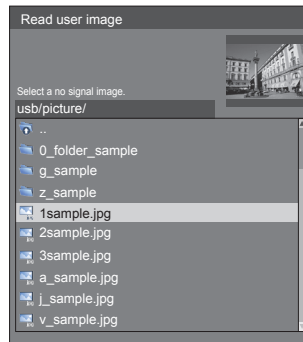 Read user image
Select a no signal image.
usb/picture/
..
0_folder_sample
g_sample
z_sample
1sample.jpg
2sample.jpg
3sample.jpg
a_sample.jpg
j_sample.jpg
v_sample.jpg